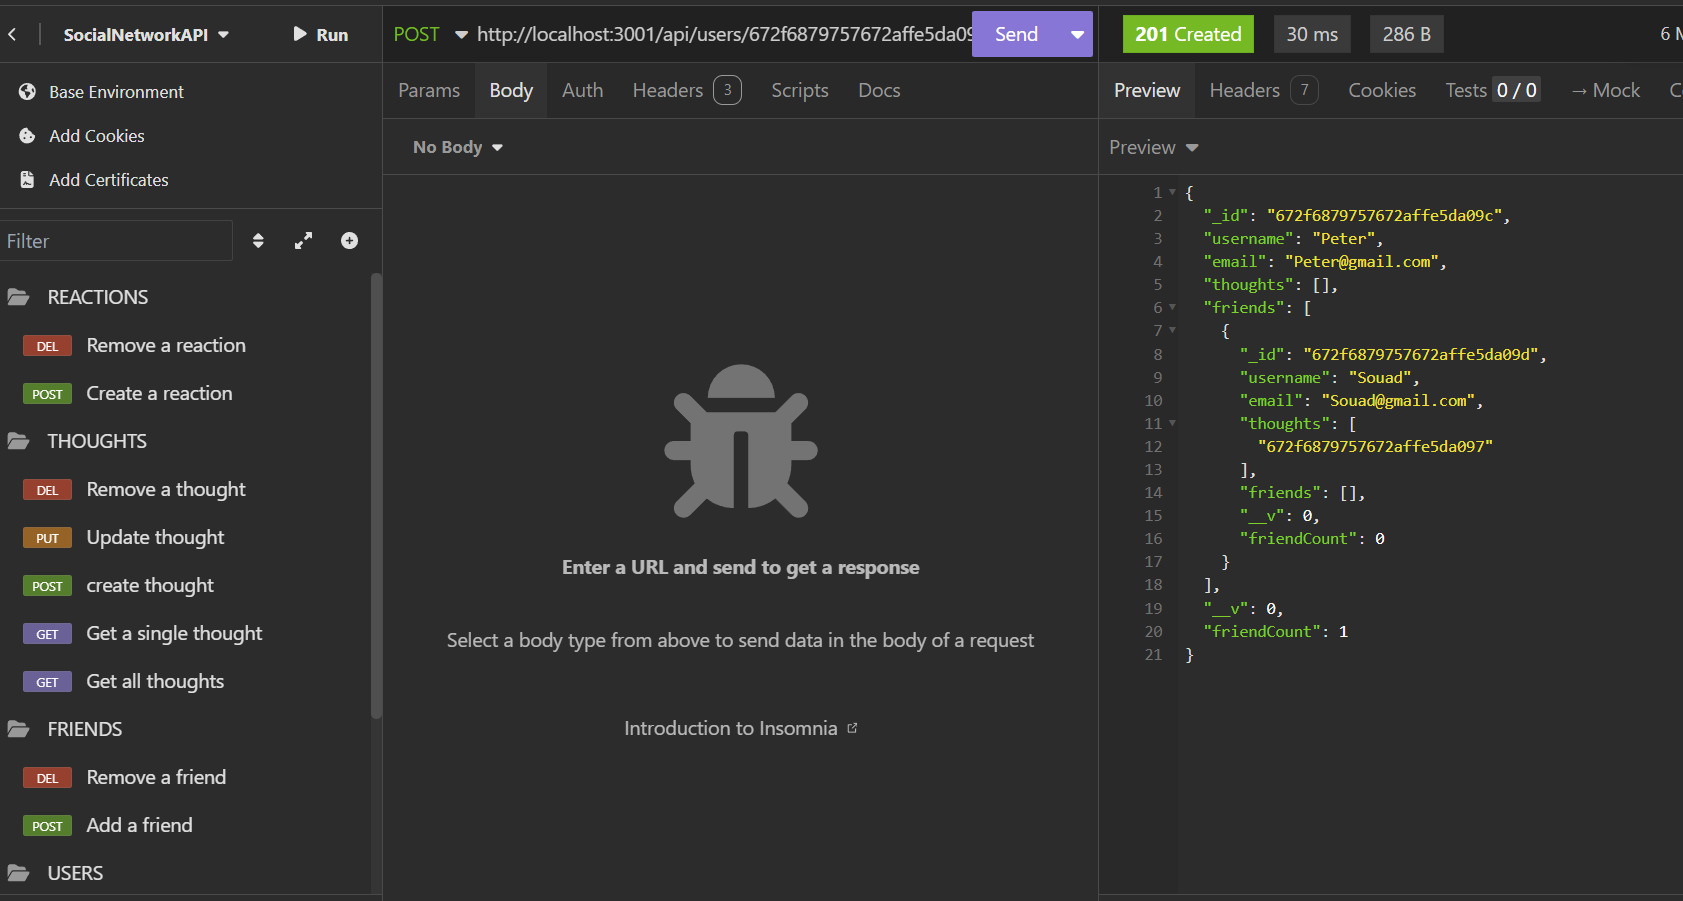 SocialNetworkAPI
Run
Base Environment
Add Cookies
Add Certificates
Filter
REACTIONS
DEL Remove a reaction
POST Create a reaction
THOUGHTS
DEL Remove a thought
PUT Update thought
POST create thought
GET Get a single thought
GET Get all thoughts
FRIENDS
DEL Remove a friend
POST Add a friend
USERS
POST http://localhost:3001/api/users/672f6879757672affe5da09 Send
Params Body Auth Headers 3 Scripts Docs
No Body
Enter a URL and send to get a response
Select a body type from above to send data in the body of a request
Introduction to Insomnia
201 Created 30 ms 286 B 6
Preview Headers 7 Cookies Tests 0 / 0 → Mock
Preview
1 {
2 "_id": "672f6879757672affe5da09c",
3 "username": "Peter",
4 "email": "Peter@gmail.com",
5 "thoughts": [],
6 "friends": [
7 {
8 "_id": "672f6879757672affe5da09d",
9 "username": "Souad",
10 "email": "Souad@gmail.com",
11 "thoughts": [
12 "672f6879757672affe5da097"
13 ],
14 "friends": [],
15 "__v": 0,
16 "friendCount": 0
17 }
18 ],
19 "__v": 0,
20 "friendCount": 1
21 }